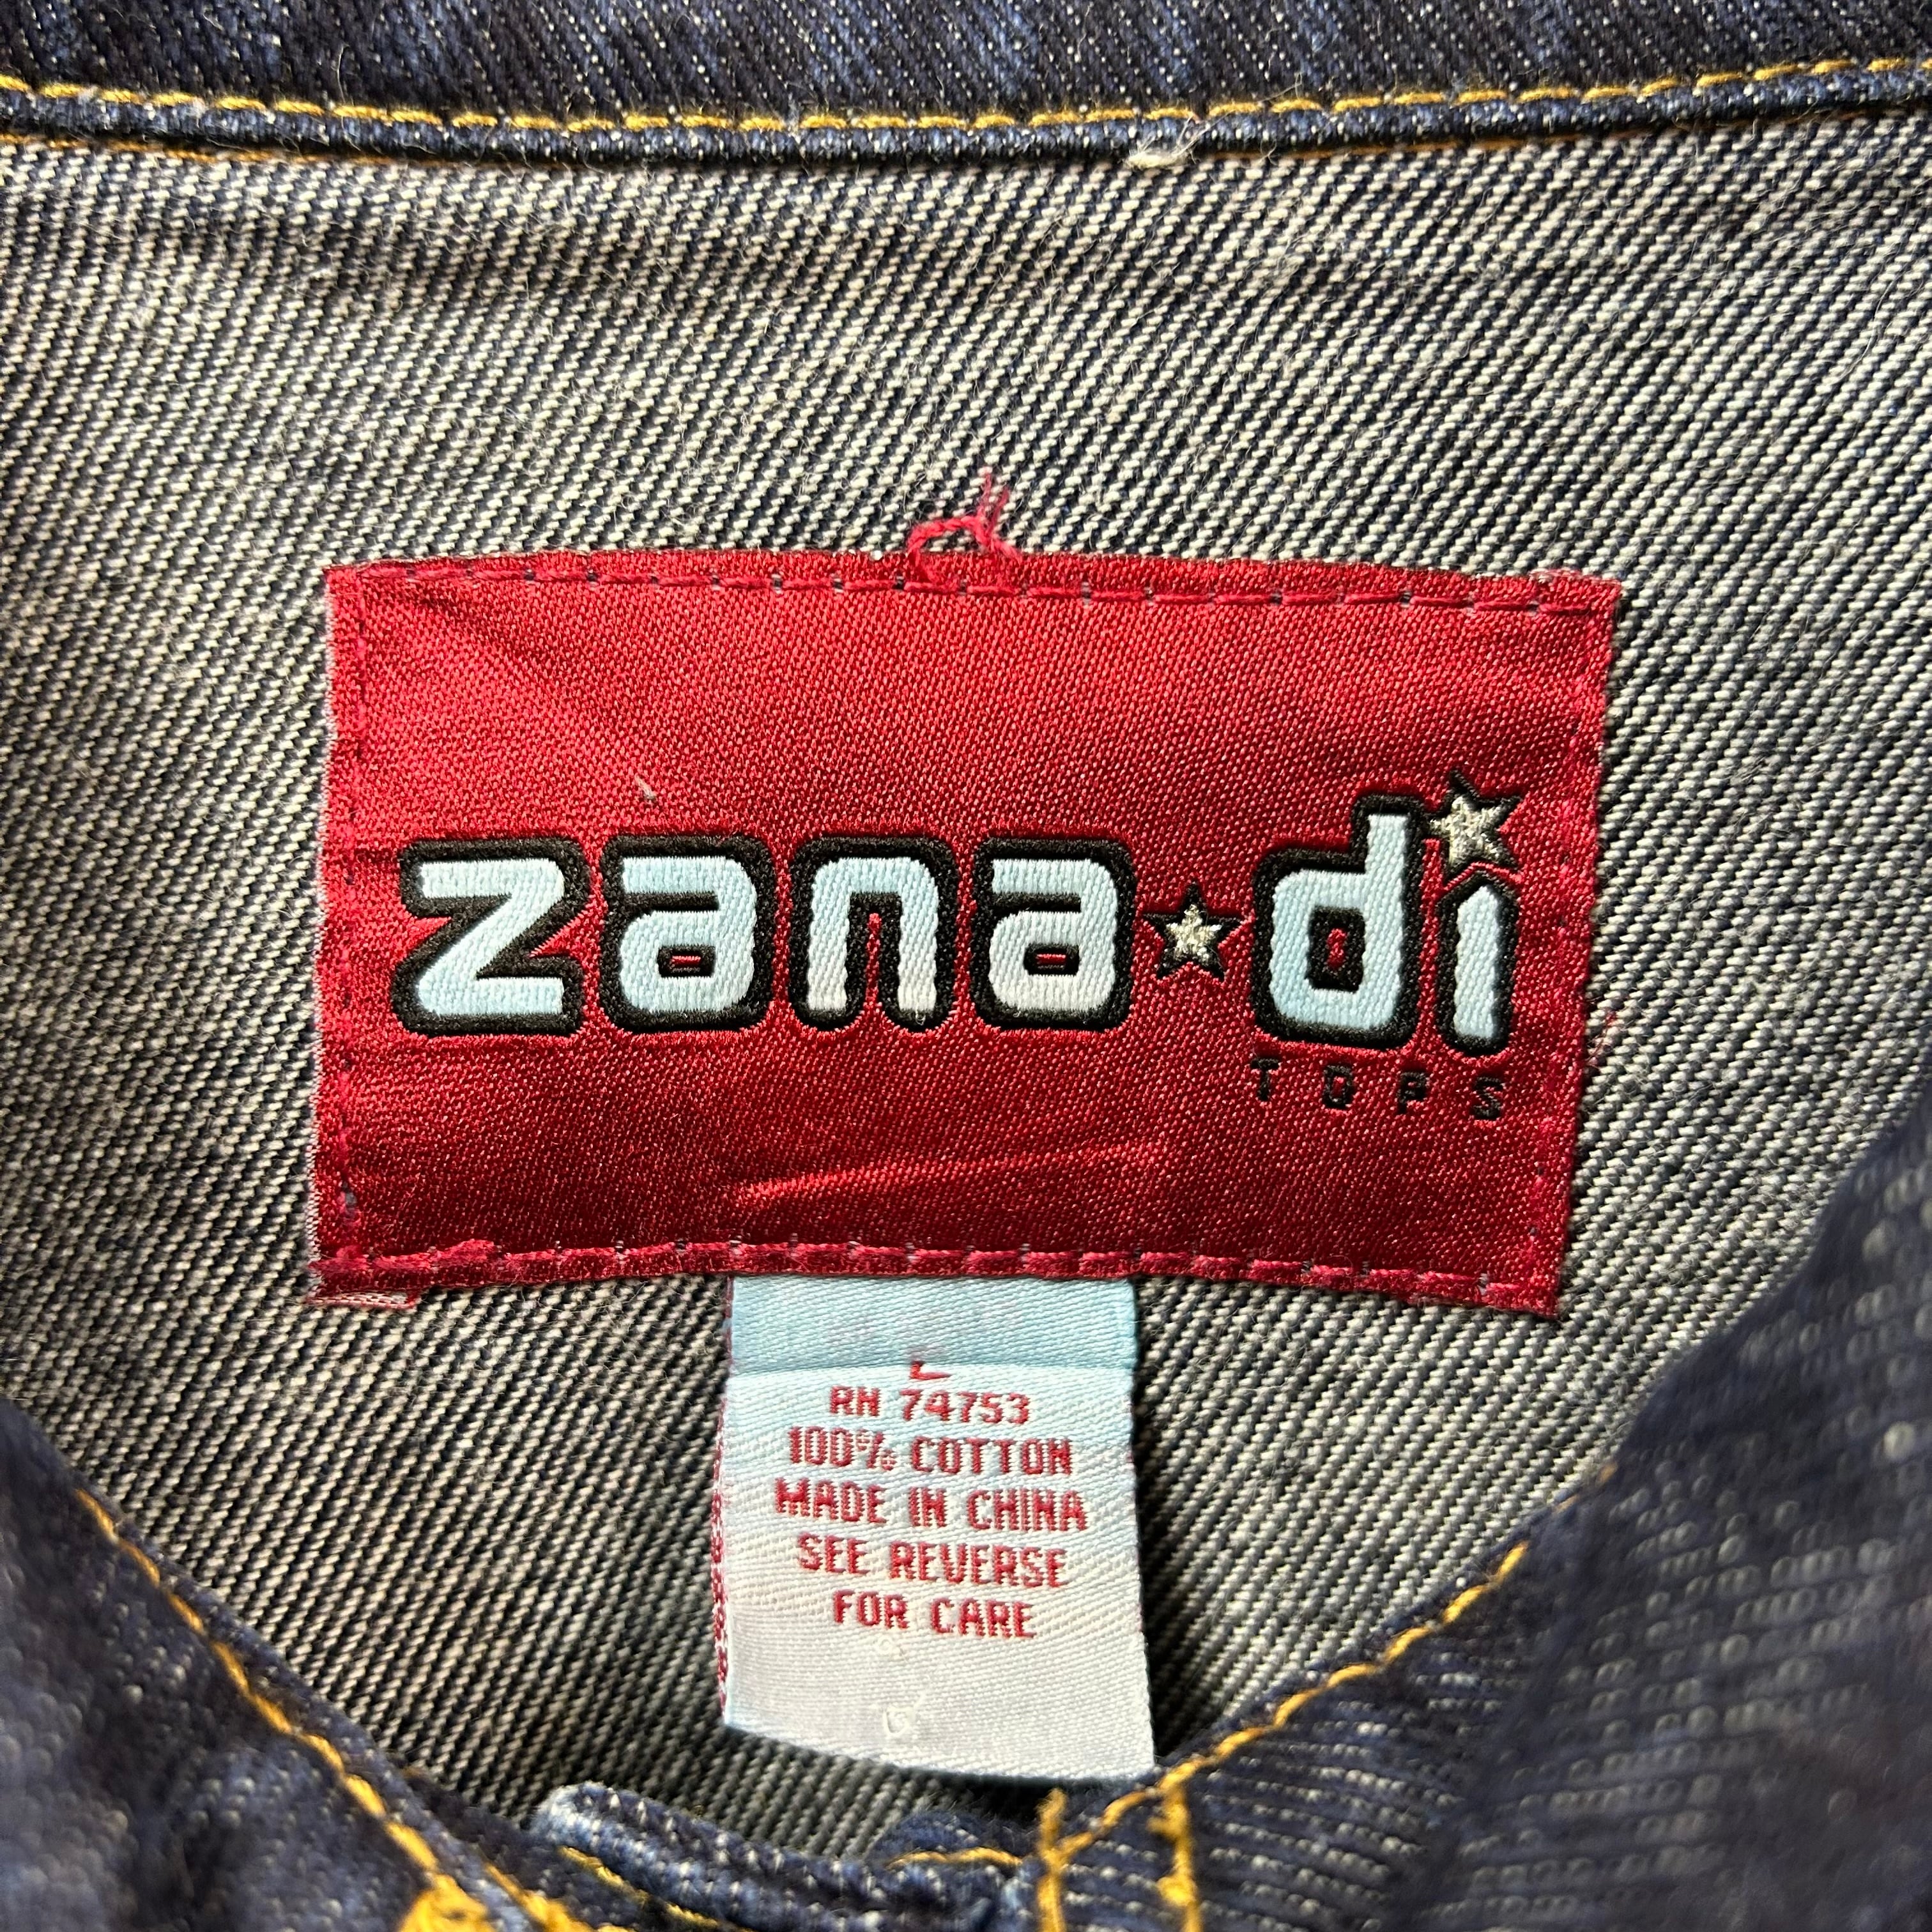 zana★di
TOPS
L
RN 74753
100% COTTON
MADE IN CHINA
SEE REVERSE
FOR CARE